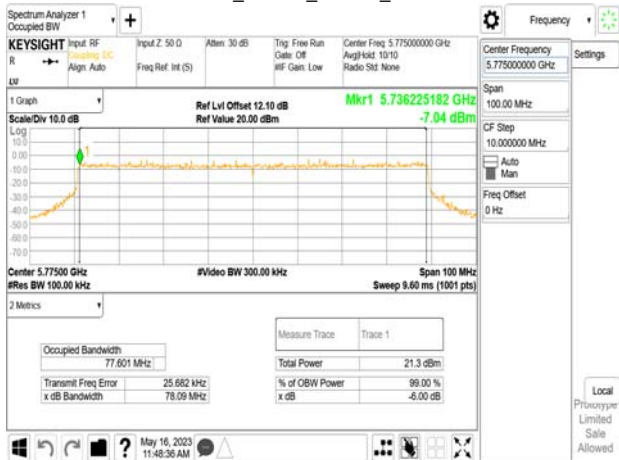 Spectrum Analyzer 1
Occupied BW
Frequency
KEYSIGHT
R
Input: RF
Coupling: DC
Align: Auto
Input Z: 50 Ω
Freq Ref: Int (S)
Atten: 30 dB
Trig: Free Run
Gate: Off
#IF Gain: Low
Center Freq: 5.775000000 GHz
Avg|Hold: 10/10
Radio Std: None
Center Frequency
5.775000000 GHz
Settings
Span
100.00 MHz
CF Step
10.000000 MHz
Auto
Man
Freq Offset
0 Hz
1 Graph
Scale/Div 10.0 dB
Ref Lvl Offset 12.10 dB
Ref Value 20.00 dBm
Mkr1 5.736225182 GHz
-7.04 dBm
Log
10.0
0.00
-10.0
-20.0
-30.0
-40.0
-50.0
-60.0
-70.0
1
Center 5.77500 GHz
#Res BW 100.00 kHz
#Video BW 300.00 kHz
Span 100 MHz
Sweep 9.60 ms (1001 pts)
2 Metrics
Measure Trace Trace 1
Occupied Bandwidth
77.601 MHz
Total Power 21.3 dBm
Transmit Freq Error 25.682 kHz
% of OBW Power 99.00 %
x dB Bandwidth 78.09 MHz
x dB -6.00 dB
May 16, 2023
11:48:36 AM
Local
Prototype
Limited
Sale
Allowed